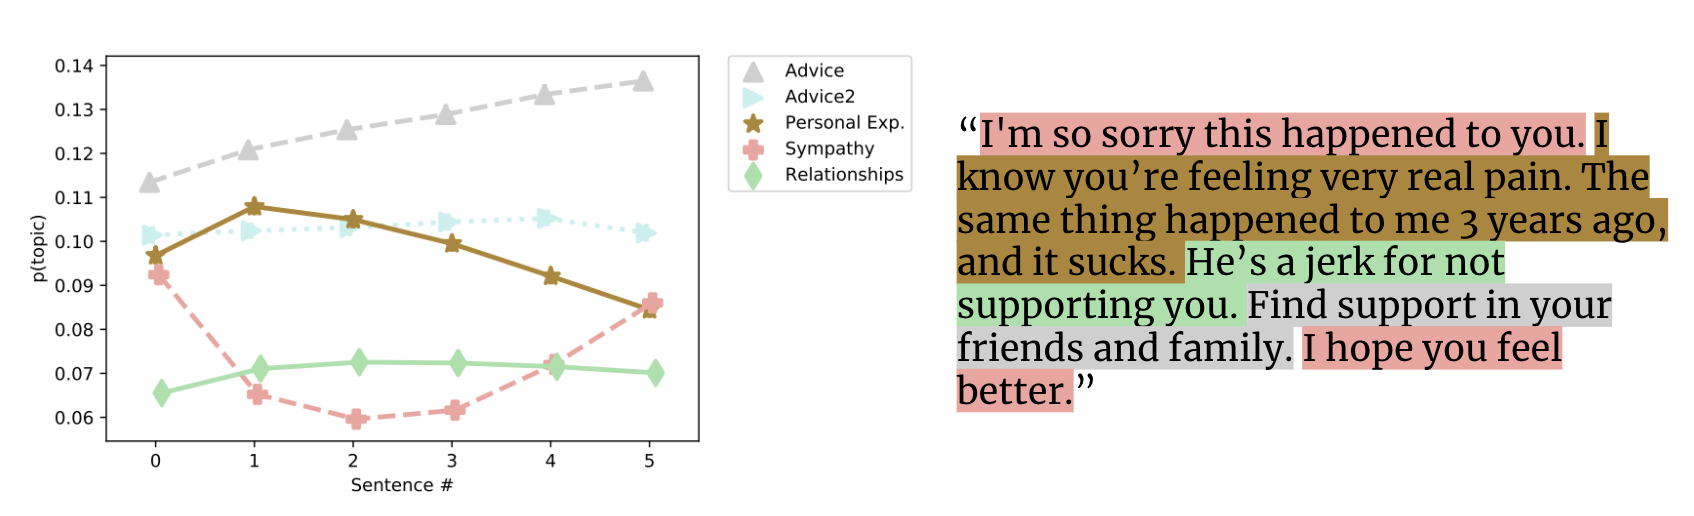 0.14
0.13
0.12
0.11
0.10
0.09
0.08
0.07
0.06
p(topic)
0 1 2 3 4 5
Sentence #
Advice
Advice2
Personal Exp.
Sympathy
Relationships
“I'm so sorry this happened to you. I
know you’re feeling very real pain. The
same thing happened to me 3 years ago,
and it sucks. He’s a jerk for not
supporting you. Find support in your
friends and family. I hope you feel
better.”